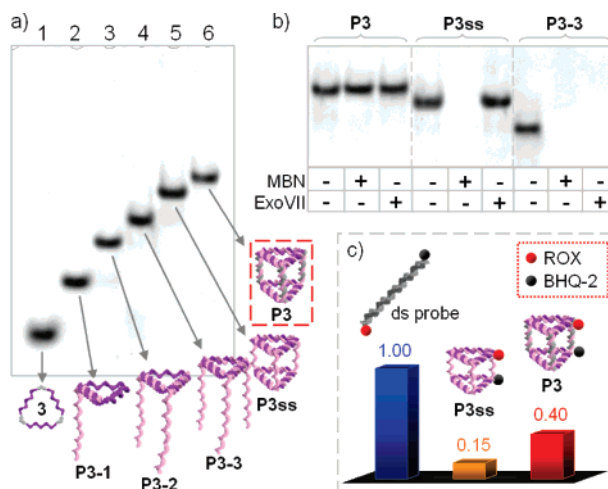 a)
1 2 3 4 5 6
3
P3-1
P3-2
P3-3
P3ss
P3
b)
P3 P3ss P3-3
MBN - + - - + - - + -
ExoVII - - + - - + - - +
c)
ROX
BHQ-2
ds probe
1.00
P3ss
0.15
P3
0.40